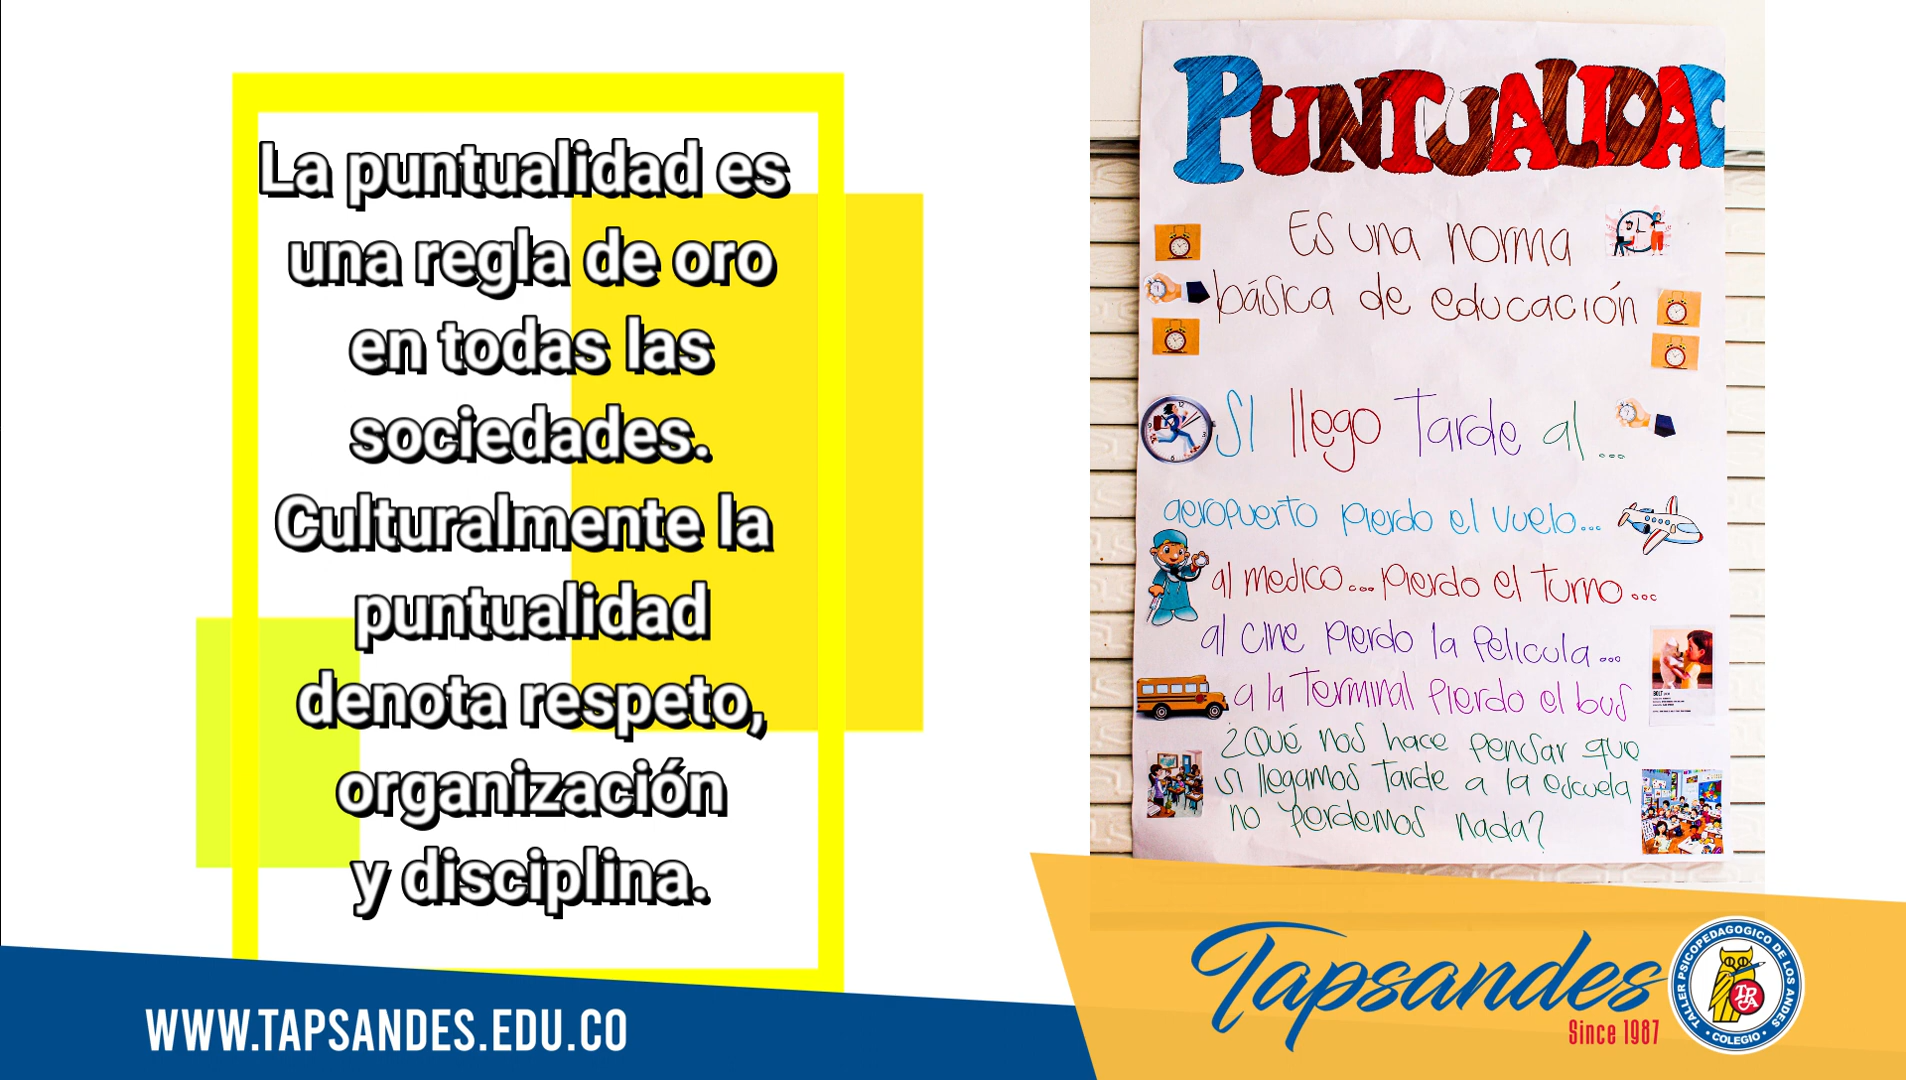 La puntualidad es
una regla de oro
en todas las
sociedades.
Culturalmente la
puntualidad
denota respeto,
organización
y disciplina.
WWW.TAPSANDES.EDU.CO
PUNTUALIDAD
Es una norma
básica de educación
Si llego Tarde al ...
aeropuerto pierdo el vuelo...
al medico... pierdo el Turno...
al cine pierdo la película...
a la Terminal Pierdo el bus
¿Qué nos hace pensar que
si llegamos Tarde a la escuela
no perdemos nada?
BOLT
Tapsandes
Since 1987
TALLER PSICOPEDAGOGICO DE LOS ANDES
COLEGIO
TPA